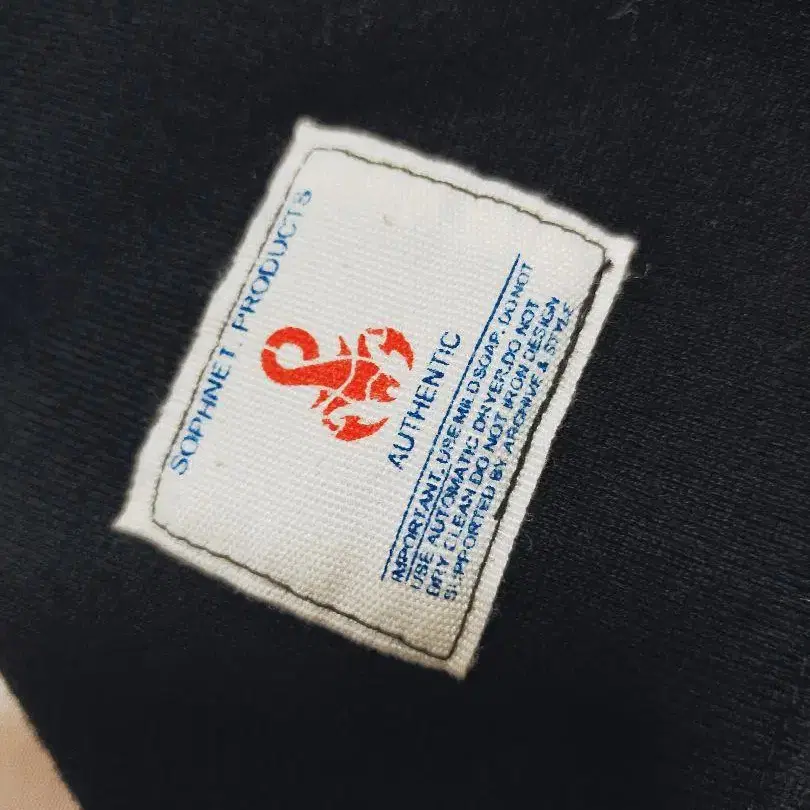 SOPHNET. PRODUCTS
AUTHENTIC
IMPORTANT. USE MILD SOAP. DO NOT
USE AUTOMATIC DRYER. DO NOT
DRY CLEAN DO NOT IRON DESIGN
SUPPORTED BY ARCHIVE & STYLE